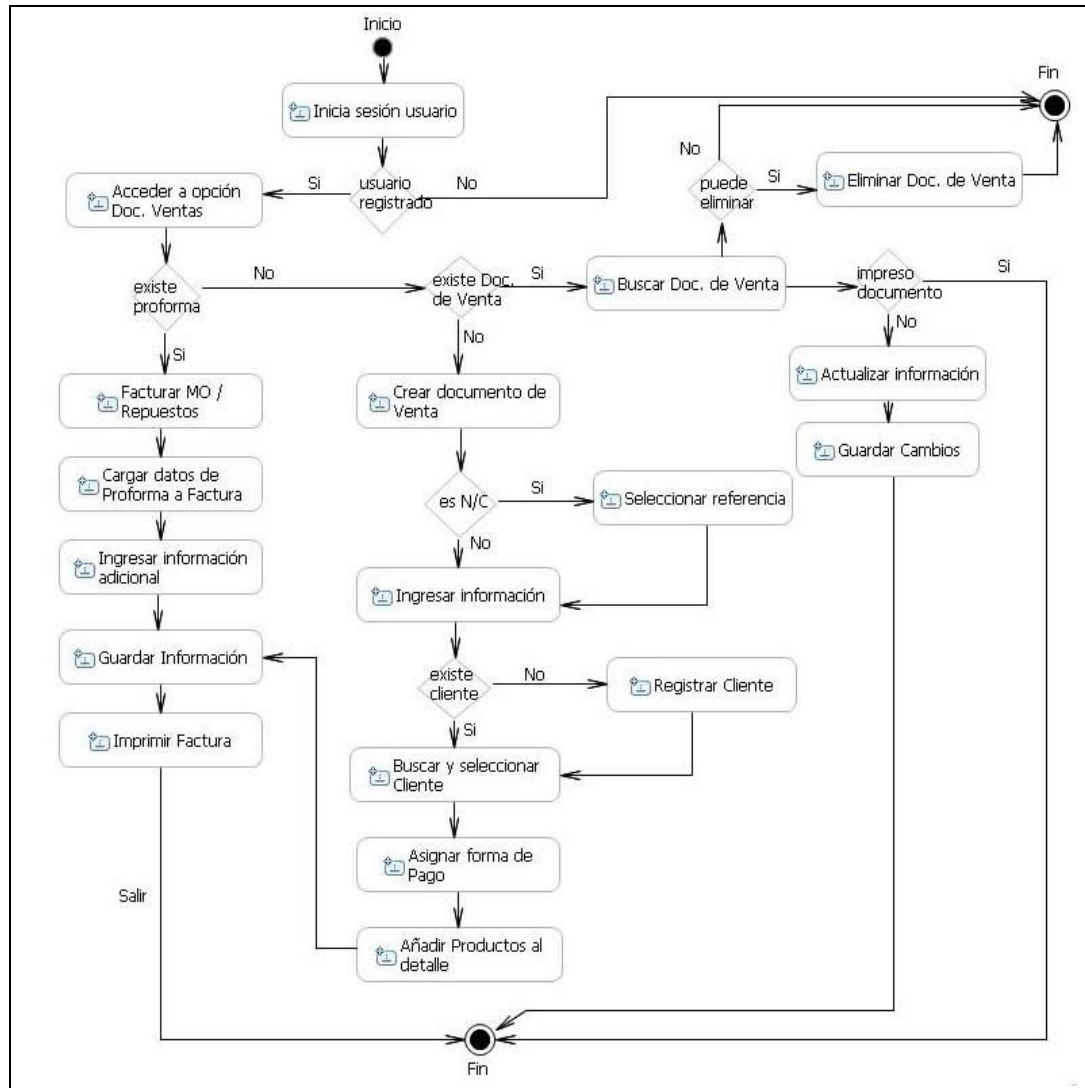 Inicio
Fin
Inicia sesión usuario
No
Si
Eliminar Doc. de Venta
puede
eliminar
Acceder a opción
Doc. Ventas
Si
usuario
registrado
No
existe
proforma
No
existe Doc.
de Venta
Si
Buscar Doc. de Venta
impreso
documento
Si
No
No
Si
Facturar MO /
Repuestos
Crear documento de
Venta
Actualizar información
Guardar Cambios
Cargar datos de
Proforma a Factura
es N/C
Si
Seleccionar referencia
No
Ingresar información
adicional
Ingresar información
Guardar Información
existe
cliente
No
Registrar Cliente
Si
Imprimir Factura
Buscar y seleccionar
Cliente
Asignar forma de
Pago
Salir
Añadir Productos al
detalle
Fin